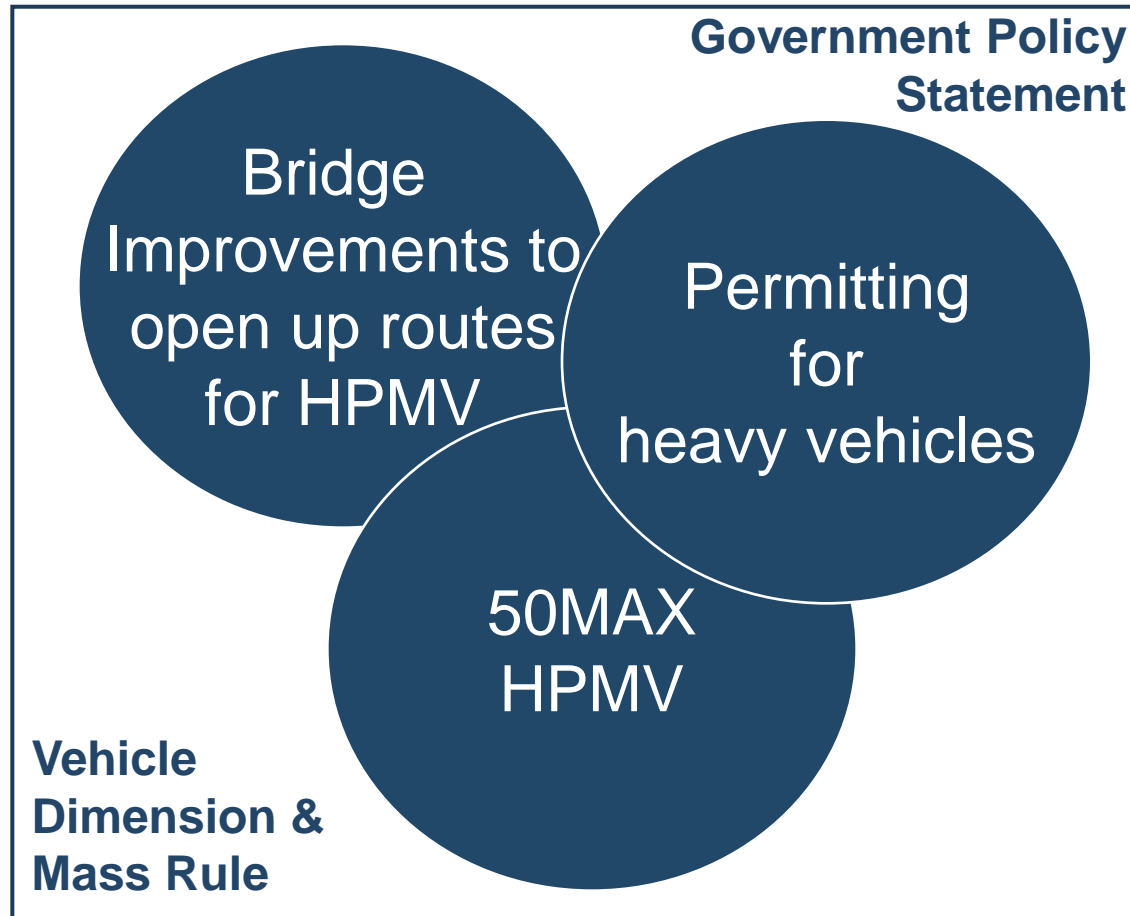 Government Policy
Statement
Bridge
Improvements to
open up routes
for HPMV
Permitting
for
heavy vehicles
50MAX
HPMV
Vehicle
Dimension &
Mass Rule